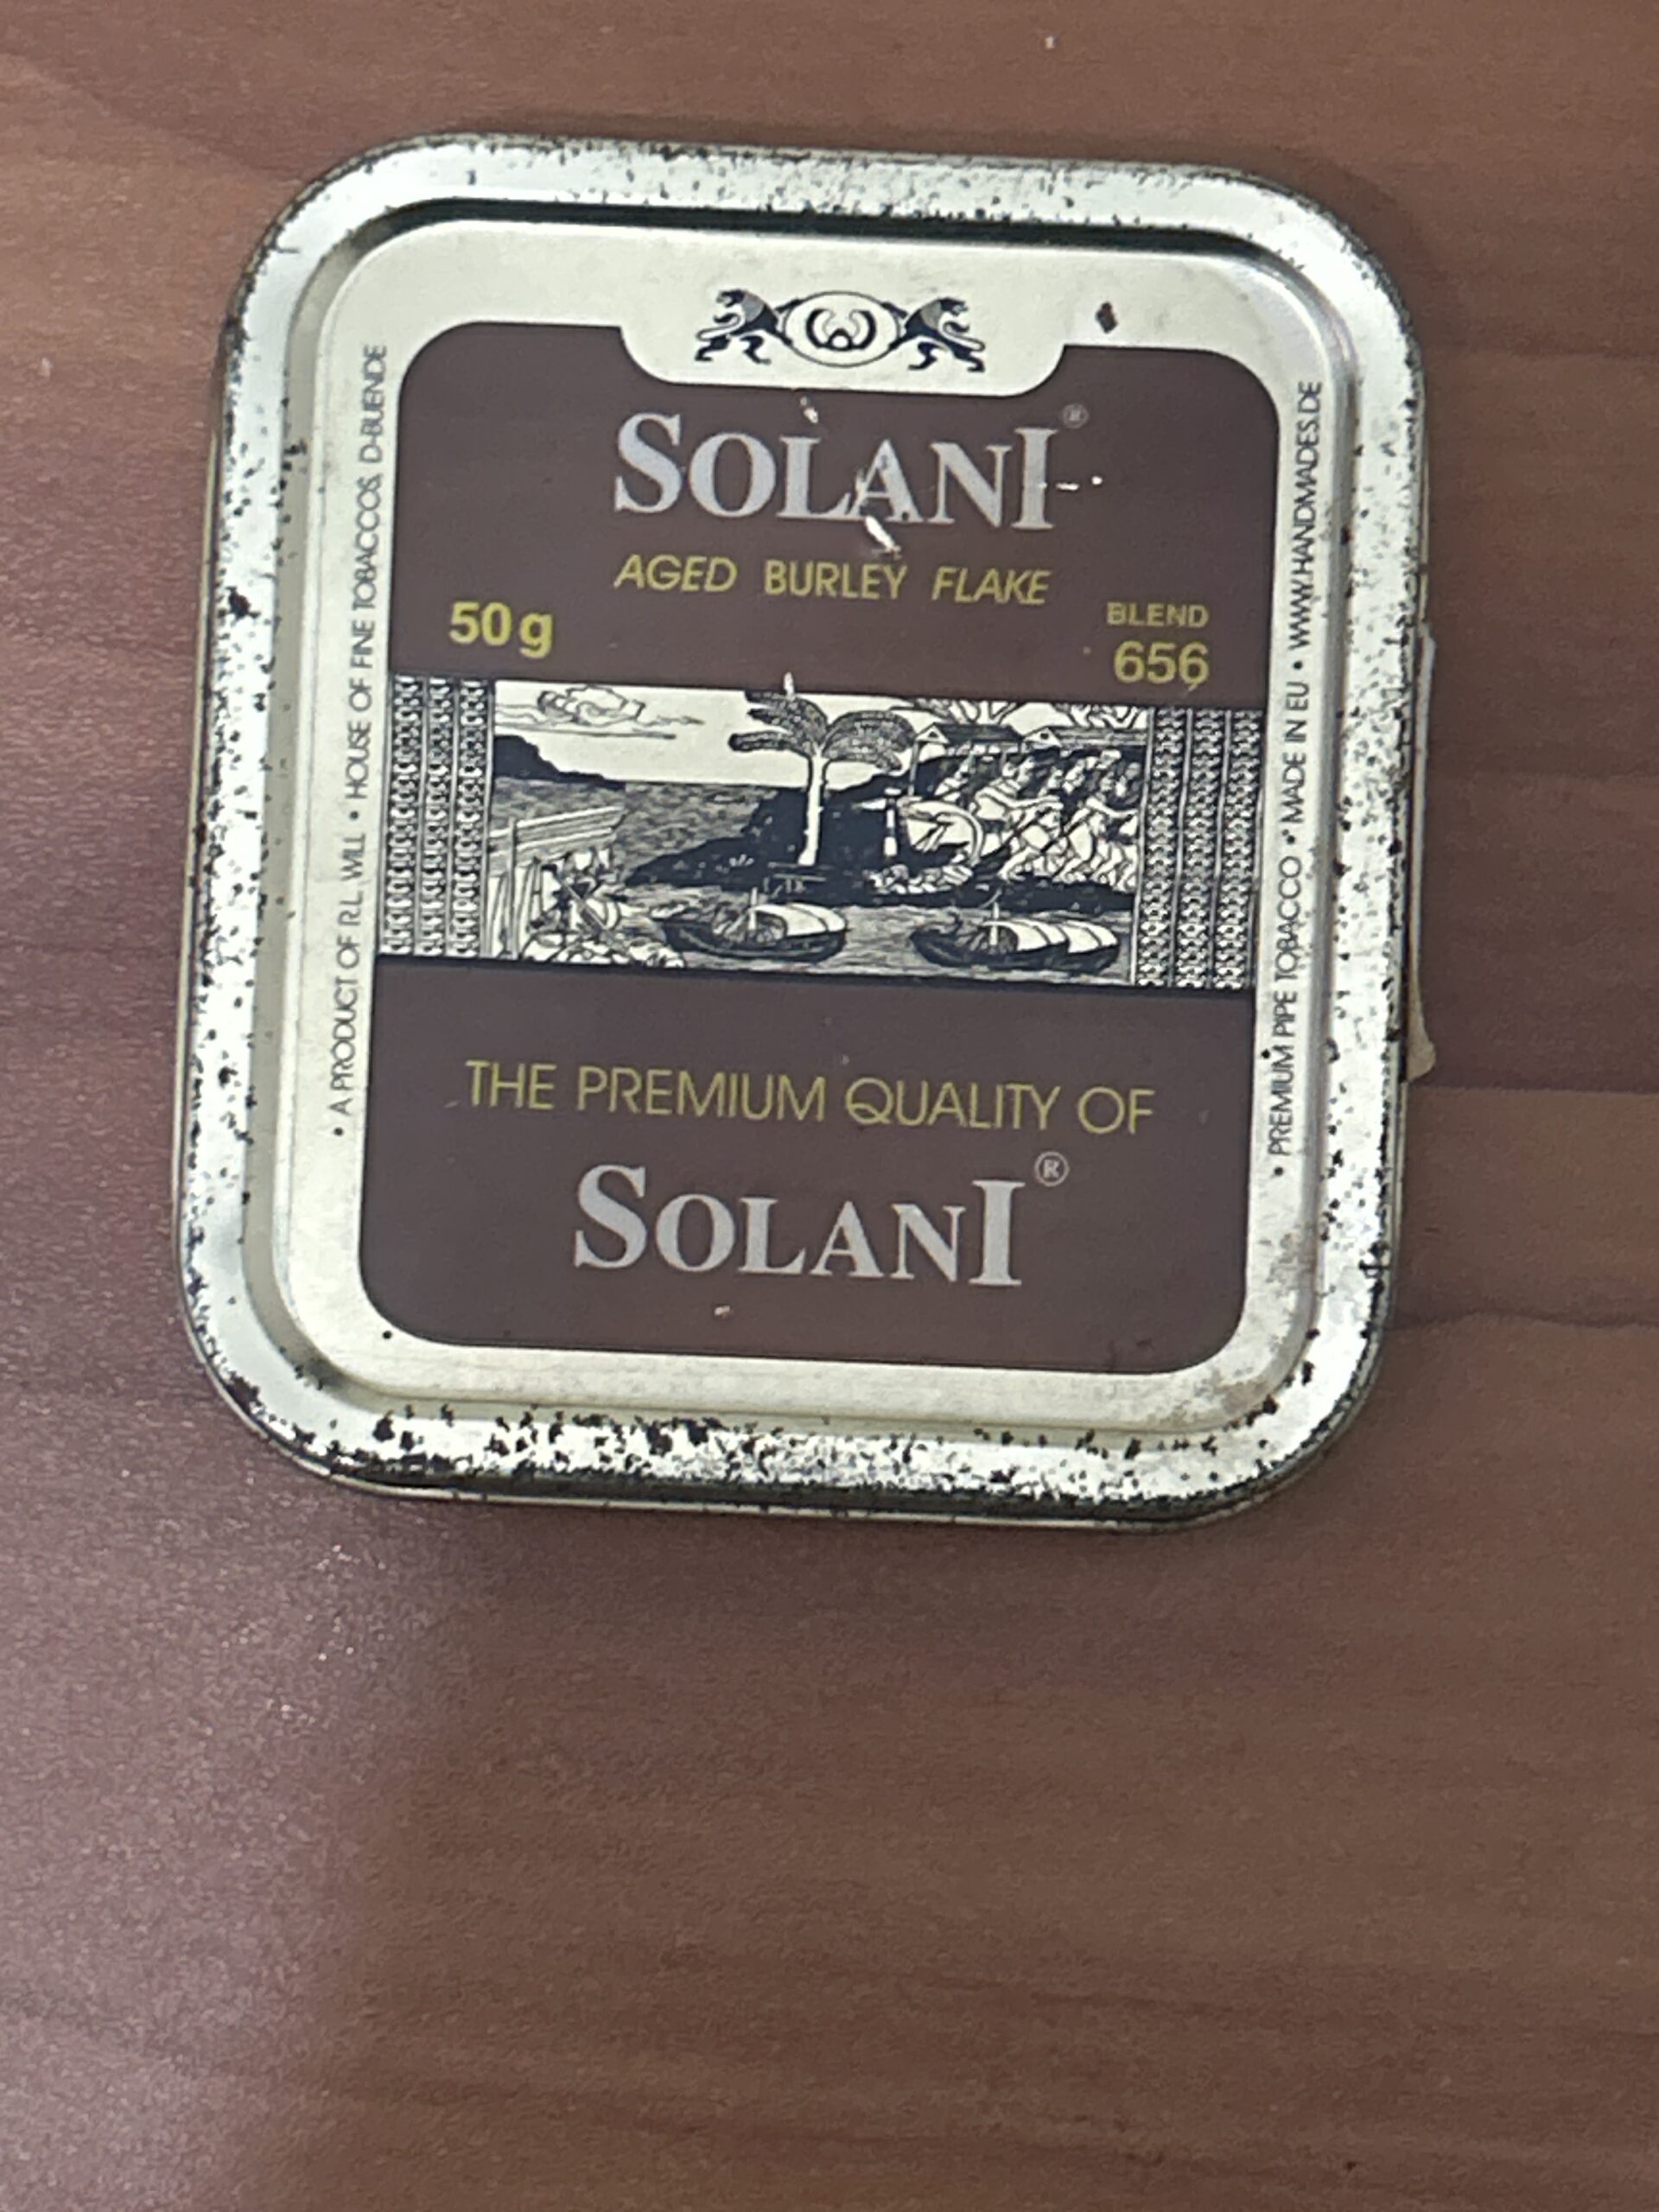 SOLANI®
AGED BURLEY FLAKE
50g
BLEND
656
THE PREMIUM QUALITY OF
SOLANI®
• A PRODUCT OF R.L. WILL • HOUSE OF FINE TOBACCOS, D-BUENDE
• PREMIUM PIPE TOBACCO • MADE IN EU • WWW.HANDMADES.DE